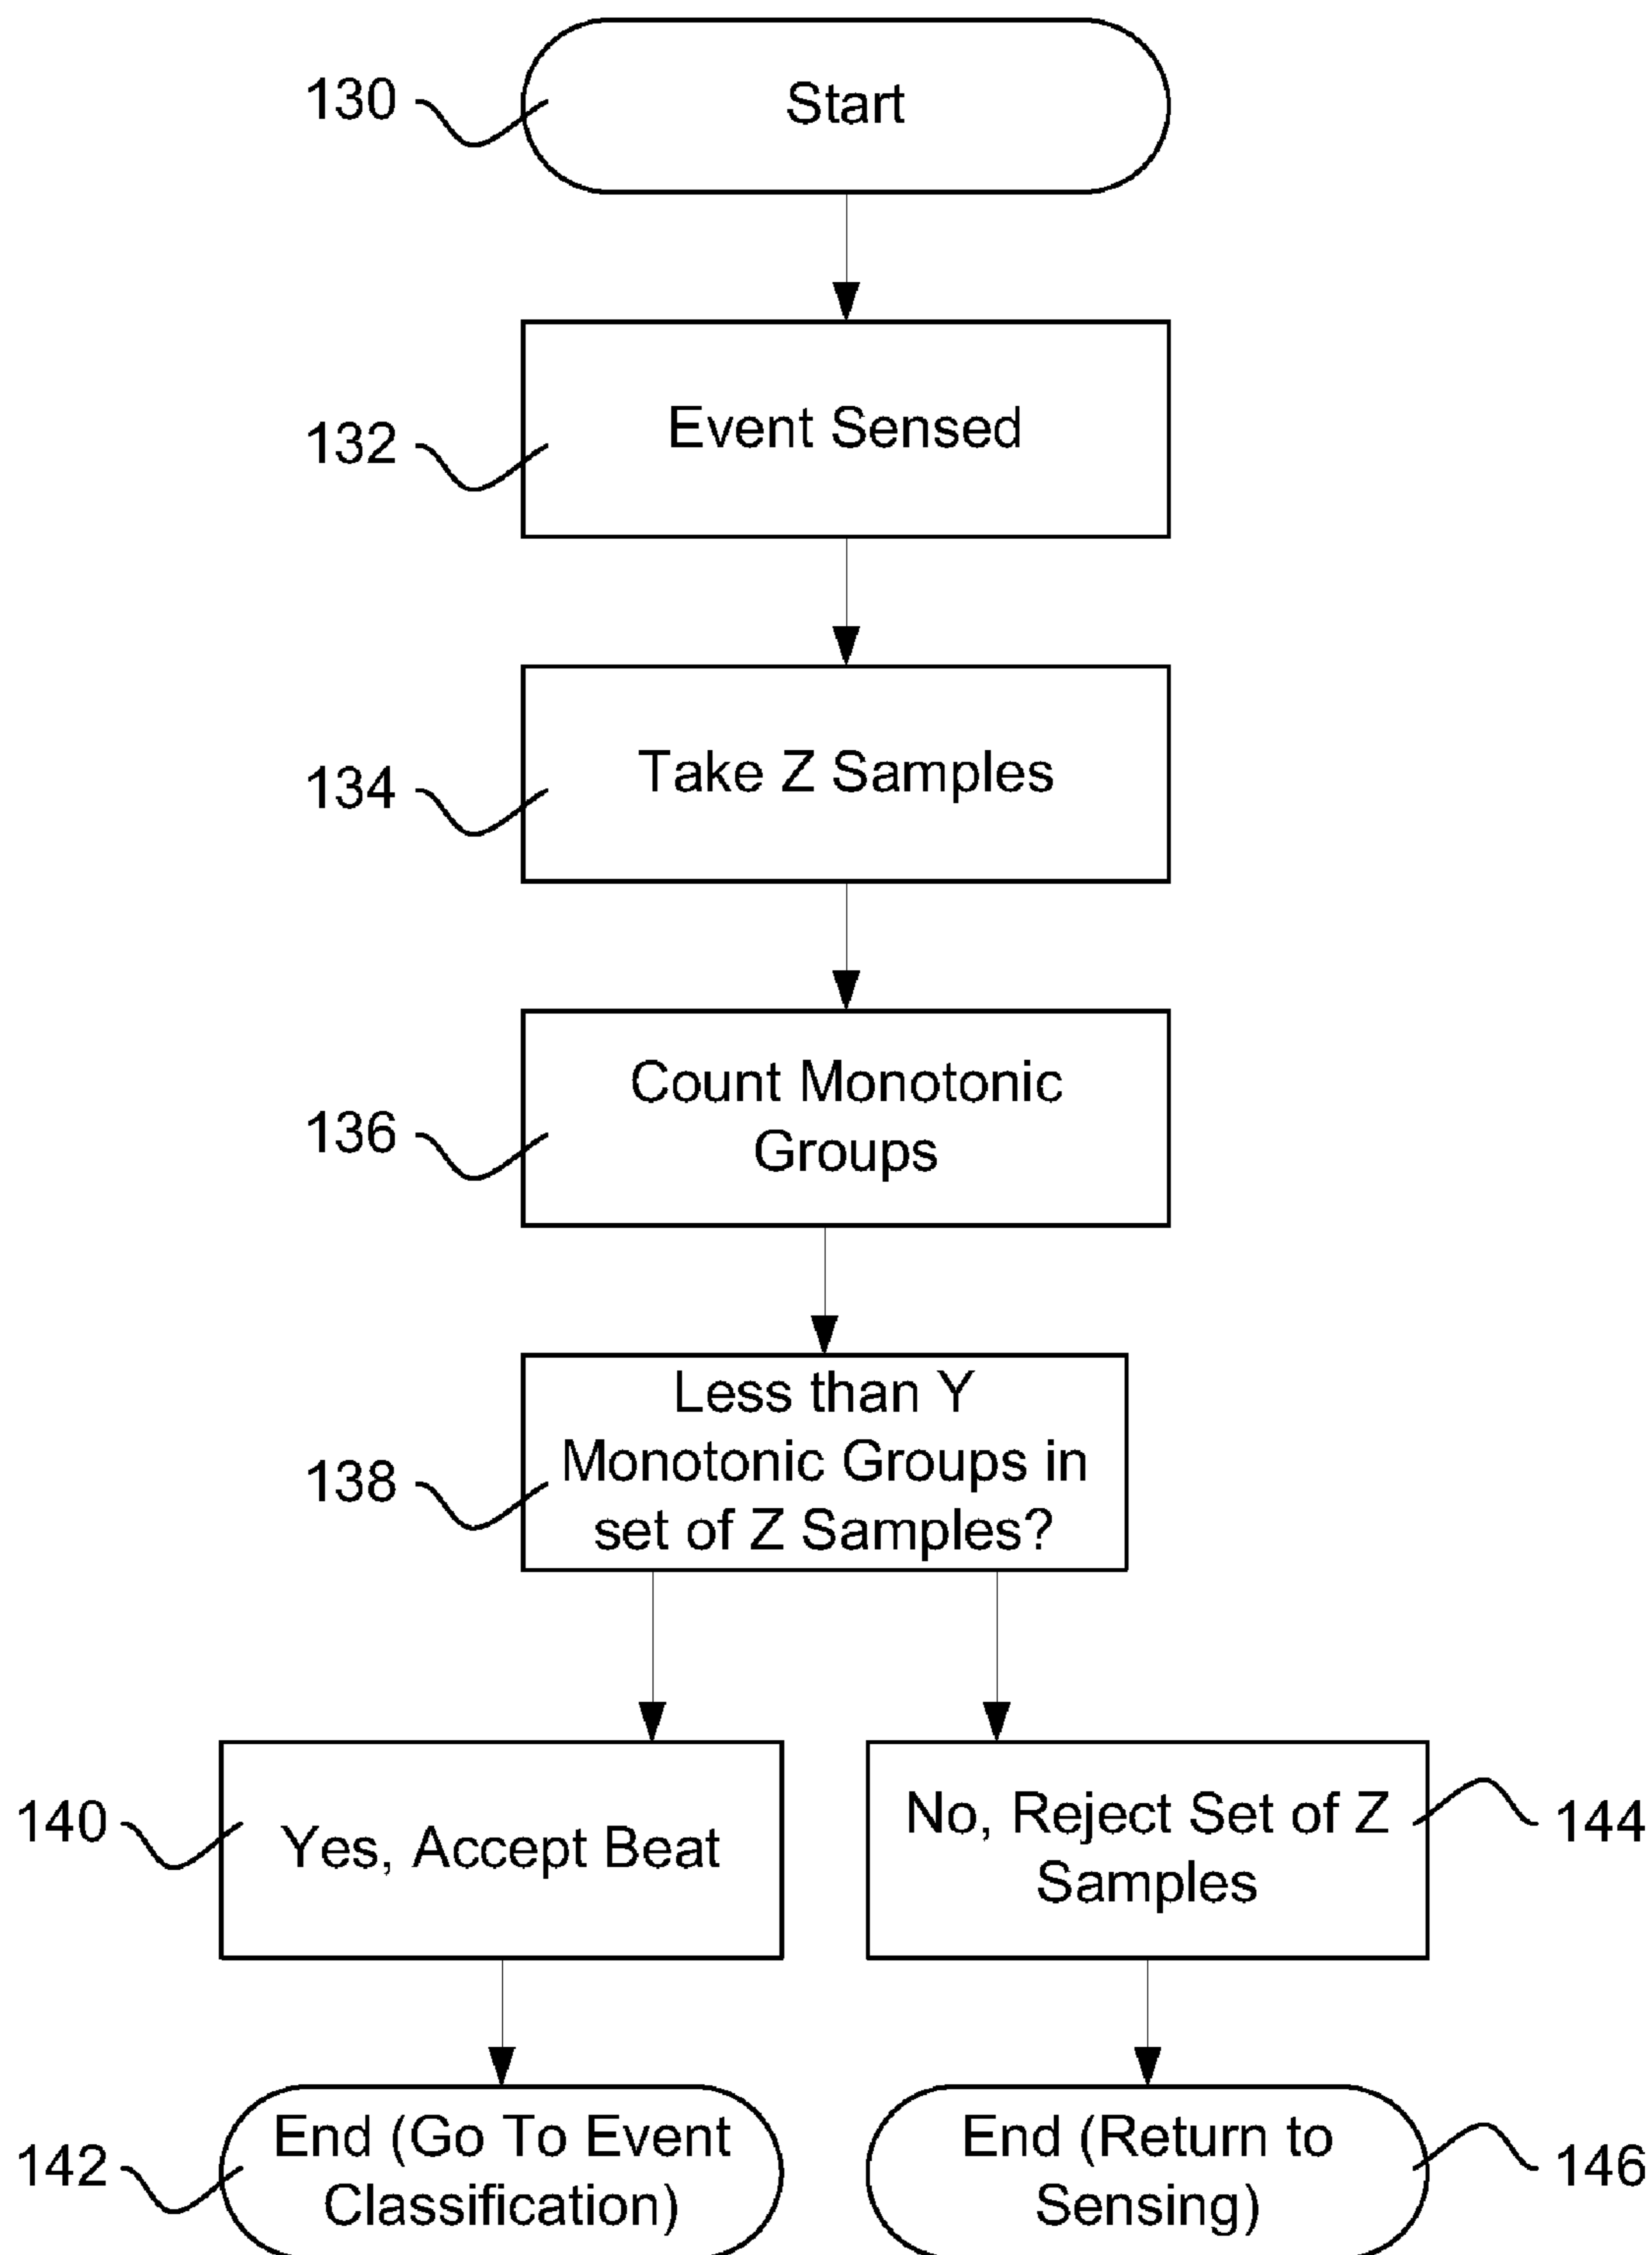 130
Start
132
Event Sensed
134
Take Z Samples
136
Count Monotonic
Groups
138
Less than Y
Monotonic Groups in
set of Z Samples?
140
Yes, Accept Beat
No, Reject Set of Z
Samples
144
142
End (Go To Event
Classification)
End (Return to
Sensing)
146